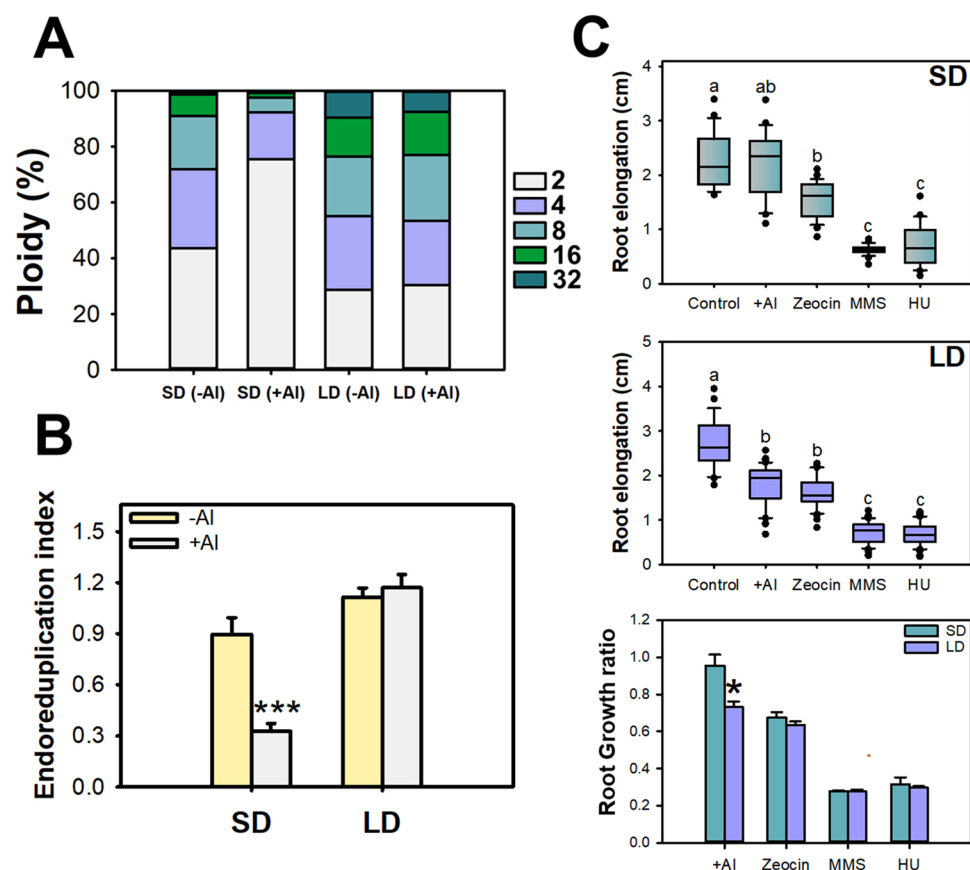 A
Ploidy (%)
100
80
60
40
20
0
SD (-Al)
SD (+Al)
LD (-Al)
LD (+Al)
2
4
8
16
32
B
Endoreduplication index
1.5
1.2
0.9
0.6
0.3
0.0
-Al
+Al
***
SD
LD
C
SD
Root elongation (cm)
4
3
2
1
0
a
ab
b
c
c
Control
+Al
Zeocin
MMS
HU
LD
Root elongation (cm)
5
4
3
2
1
0
a
b
b
c
c
Control
+Al
Zeocin
MMS
HU
Root Growth ratio
1.2
1.0
0.8
0.6
0.4
0.2
0.0
SD
LD
*
+Al
Zeocin
MMS
HU